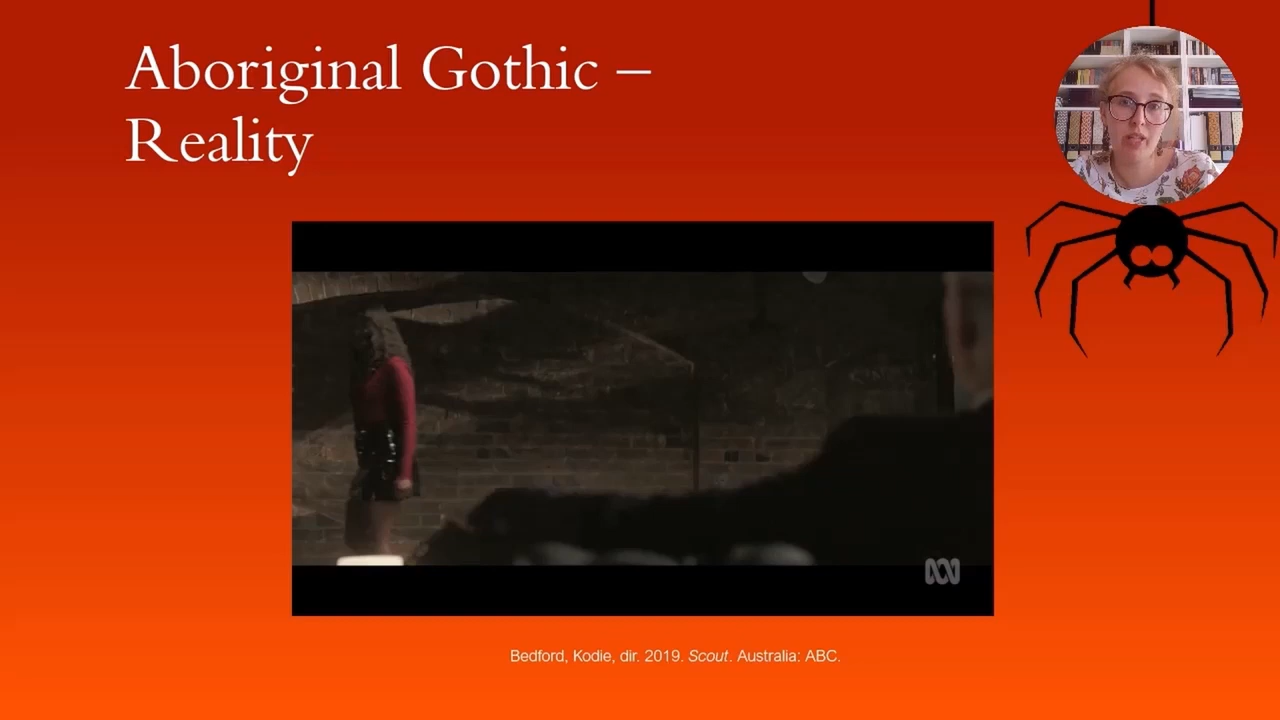 Aboriginal Gothic –
Reality
Bedford, Kodie, dir. 2019. Scout. Australia: ABC.